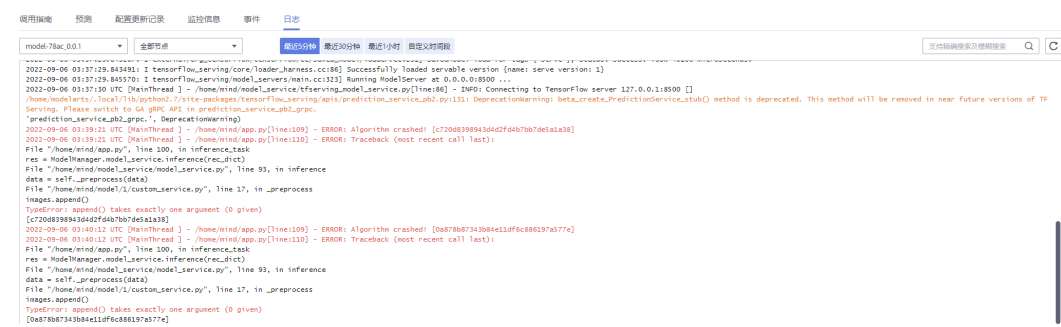 调用指南 预测 配置更新记录 监控信息 事件 日志
model-78ac_0.0.1 全部节点 最近5分钟 最近30分钟 最近1小时 自定义时间段 支持精确搜索及模糊搜索
2022-09-06 03:37:29.843491: I tensorflow_serving/core/loader_harness.cc:86] Successfully loaded servable version {name: serve version: 1}
2022-09-06 03:37:29.845570: I tensorflow_serving/model_servers/main.cc:323] Running ModelServer at 0.0.0.0:8500 ...
2022-09-06 03:37:30 UTC [MainThread ] - /home/mind/model_service/tfserving_model_service.py[line:86] - INFO: Connecting to TensorFlow server 127.0.0.1:8500 []
/home/modelarts/.local/lib/python2.7/site-packages/tensorflow_serving/apis/prediction_service_pb2.py:131: DeprecationWarning: beta_create_PredictionService_stub() method is deprecated. This method will be removed in near future versions of TF
Serving. Please switch to GA gRPC API in prediction_service_pb2_grpc.
'prediction_service_pb2_grpc.', DeprecationWarning)
2022-09-06 03:39:21 UTC [MainThread ] - /home/mind/app.py[line:109] - ERROR: Algorithm crashed! [c720d8398943d4d2fd4b7bb7de5a1a38]
2022-09-06 03:39:21 UTC [MainThread ] - /home/mind/app.py[line:110] - ERROR: Traceback (most recent call last):
File "/home/mind/app.py", line 100, in inference_task
res = ModelManager.model_service.inference(rec_dict)
File "/home/mind/model_service/model_service.py", line 93, in inference
data = self._preprocess(data)
File "/home/mind/model/1/custom_service.py", line 17, in _preprocess
images.append()
TypeError: append() takes exactly one argument (0 given)
[c720d8398943d4d2fd4b7bb7de5a1a38]
2022-09-06 03:40:12 UTC [MainThread ] - /home/mind/app.py[line:109] - ERROR: Algorithm crashed! [0a878b87343b84e11df6c886197a577e]
2022-09-06 03:40:12 UTC [MainThread ] - /home/mind/app.py[line:110] - ERROR: Traceback (most recent call last):
File "/home/mind/app.py", line 100, in inference_task
res = ModelManager.model_service.inference(rec_dict)
File "/home/mind/model_service/model_service.py", line 93, in inference
data = self._preprocess(data)
File "/home/mind/model/1/custom_service.py", line 17, in _preprocess
images.append()
TypeError: append() takes exactly one argument (0 given)
[0a878b87343b84e11df6c886197a577e]